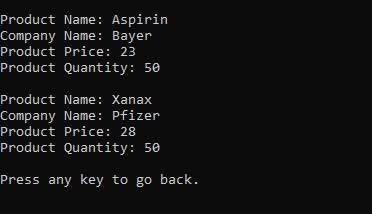 Product Name: Aspirin
Company Name: Bayer
Product Price: 23
Product Quantity: 50
Product Name: Xanax
Company Name: Pfizer
Product Price: 28
Product Quantity: 50
Press any key to go back.